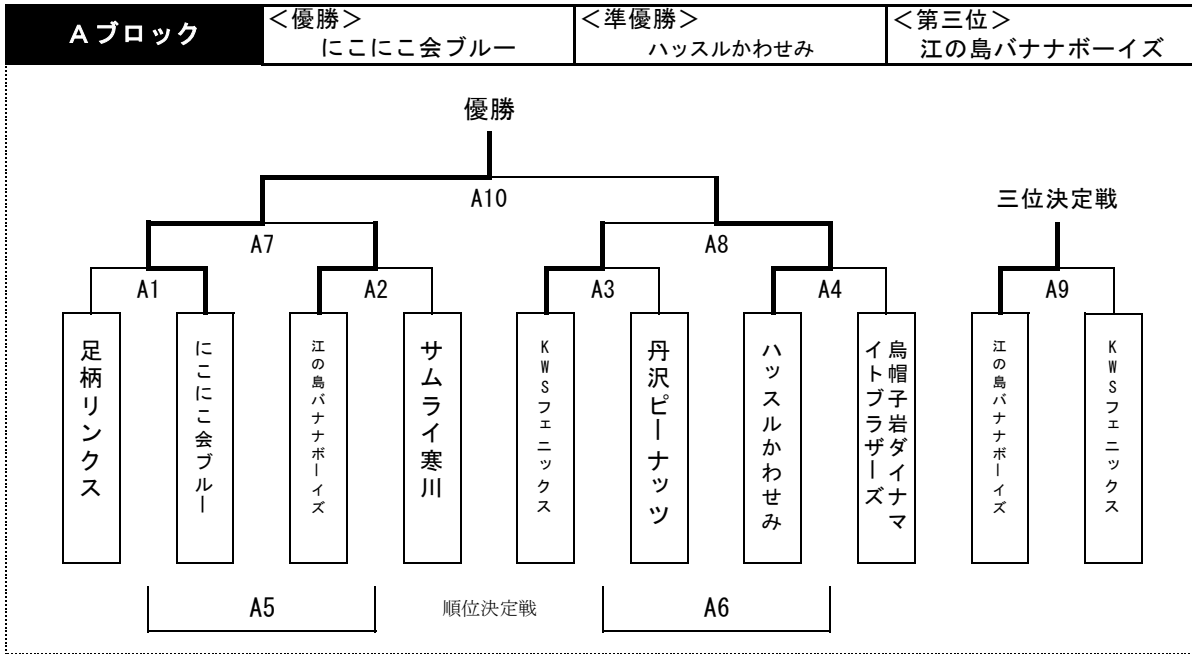 Aブロック
＜優勝＞
にこにこ会ブルー
＜準優勝＞
ハッスルかわせみ
＜第三位＞
江の島バナナボーイズ
優勝
A10
三位決定戦
A7
A8
A1
A2
A3
A4
A9
足柄リンクス
にこにこ会ブルー
江の島バナナボーイズ
サムライ寒川
KWSフェニックス
丹沢ピーナッツ
ハッスルかわせみ
烏帽子岩ダイナマ
イトブラザーズ
江の島バナナボーイズ
KWSフェニックス
A5
順位決定戦
A6